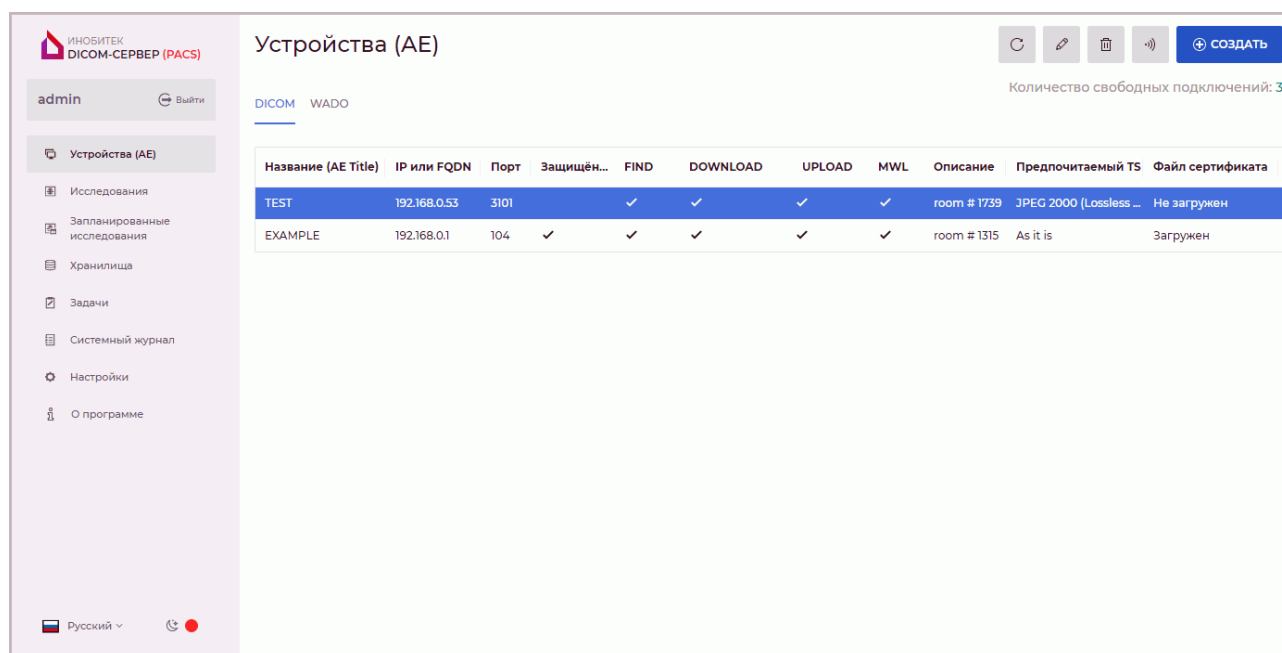 ИНОБИТЕК
DICOM-СЕРВЕР (PACS)
admin
Выйти
Устройства (AE)
Исследования
Запланированные
исследования
Хранилища
Задачи
Системный журнал
Настройки
О программе
Русский
Устройства (AE)
СОЗДАТЬ
Количество свободных подключений: 3
DICOM WADO
Название (AE Title) IP или FQDN Порт Защищён... FIND DOWNLOAD UPLOAD MWL Описание Предпочитаемый TS Файл сертификата
TEST 192.168.0.53 3101 room # 1739 JPEG 2000 (Lossless ... Не загружен
EXAMPLE 192.168.0.1 104 room # 1315 As it is Загружен